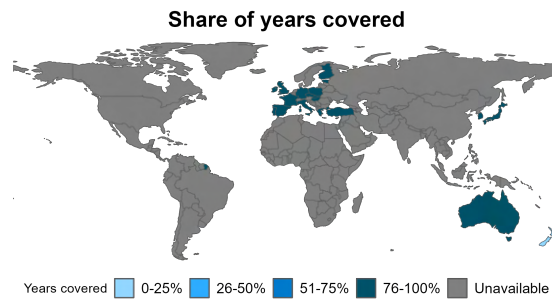 Share of years covered
Years covered 0-25% 26-50% 51-75% 76-100% Unavailable